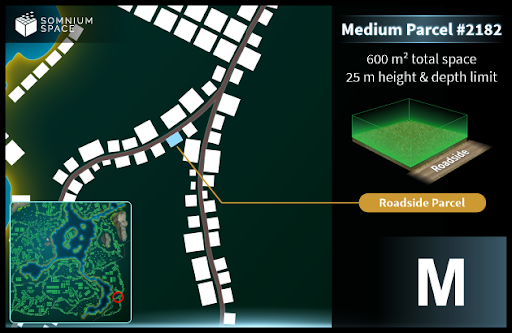 SOMNIUM
SPACE
Medium Parcel #2182
600 m² total space
25 m height & depth limit
Roadside
Roadside Parcel
M